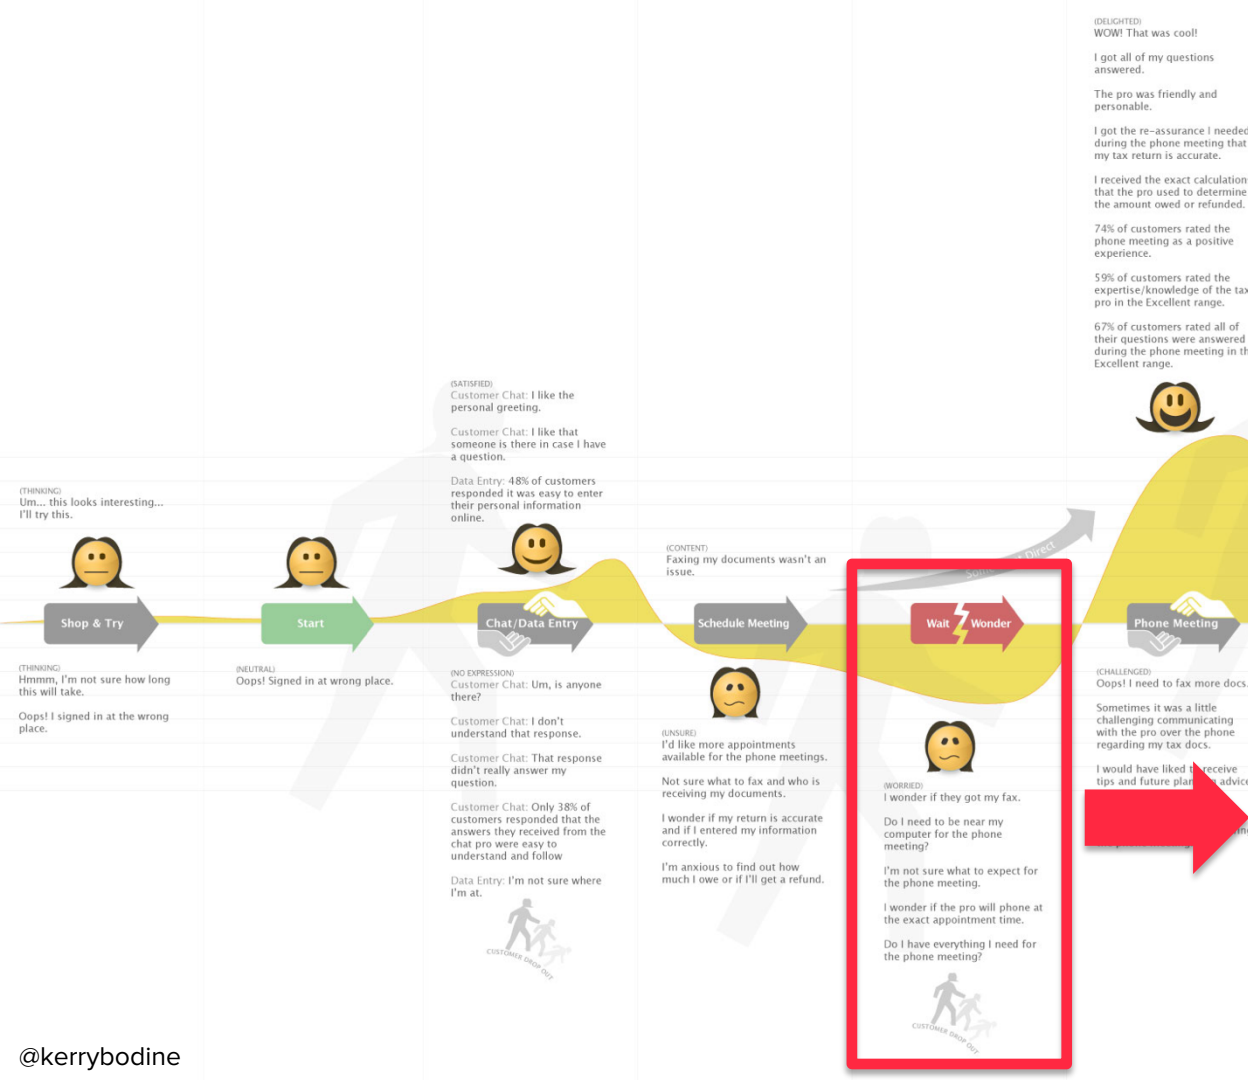 (THINKING)
Um... this looks interesting...
I'll try this.
Shop & Try
(THINKING)
Hmmm, I'm not sure how long
this will take.
Oops! I signed in at the wrong
place.
Start
(NEUTRAL)
Oops! Signed in at wrong place.
(SATISFIED)
Customer Chat: I like the
personal greeting.
Customer Chat: I like that
someone is there in case I have
a question.
Data Entry: 48% of customers
responded it was easy to enter
their personal information
online.
Chat/Data Entry
(NO EXPRESSION)
Customer Chat: Um, is anyone
there?
Customer Chat: I don't
understand that response.
Customer Chat: That response
didn't really answer my
question.
Customer Chat: Only 38% of
customers responded that the
answers they received from the
chat pro were easy to
understand and follow
Data Entry: I'm not sure where
I'm at.
CUSTOMER DROP OUT
(CONTENT)
Faxing my documents wasn't an
issue.
Schedule Meeting
(UNSURE)
I'd like more appointments
available for the phone meetings.
Not sure what to fax and who is
receiving my documents.
I wonder if my return is accurate
and if I entered my information
correctly.
I'm anxious to find out how
much I owe or if I'll get a refund.
Direct
Wait Wonder
(WORRIED)
I wonder if they got my fax.
Do I need to be near my
computer for the phone
meeting?
I'm not sure what to expect for
the phone meeting.
I wonder if the pro will phone at
the exact appointment time.
Do I have everything I need for
the phone meeting?
CUSTOMER DROP OUT
(DELIGHTED)
WOW! That was cool!
I got all of my questions
answered.
The pro was friendly and
personable.
I got the re-assurance I needed
during the phone meeting that
my tax return is accurate.
I received the exact calculation
that the pro used to determine
the amount owed or refunded.
74% of customers rated the
phone meeting as a positive
experience.
59% of customers rated the
expertise/knowledge of the tax
pro in the Excellent range.
67% of customers rated all of
their questions were answered
during the phone meeting in
Excellent range.
Phone Meeting
(CHALLENGED)
Oops! I need to fax more docs.
Sometimes it was a little
challenging communicating
with the pro over the phone
regarding my tax docs.
I would have liked receive
tips and future advice
@kerrybodine